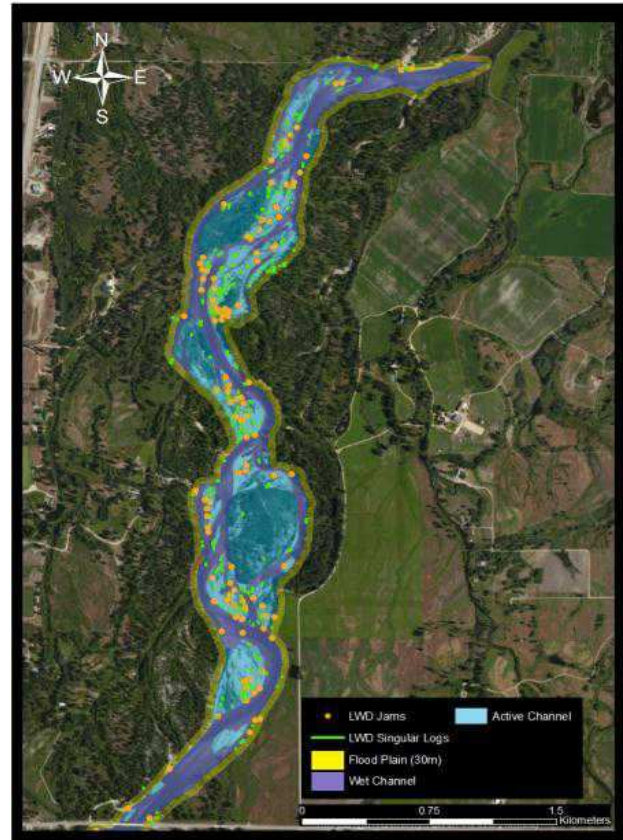 N
W E
S
LWD Jams Active Channel
LWD Singular Logs
Flood Plain (30m)
Wet Channel
0 0.75 1.5
Kilometers